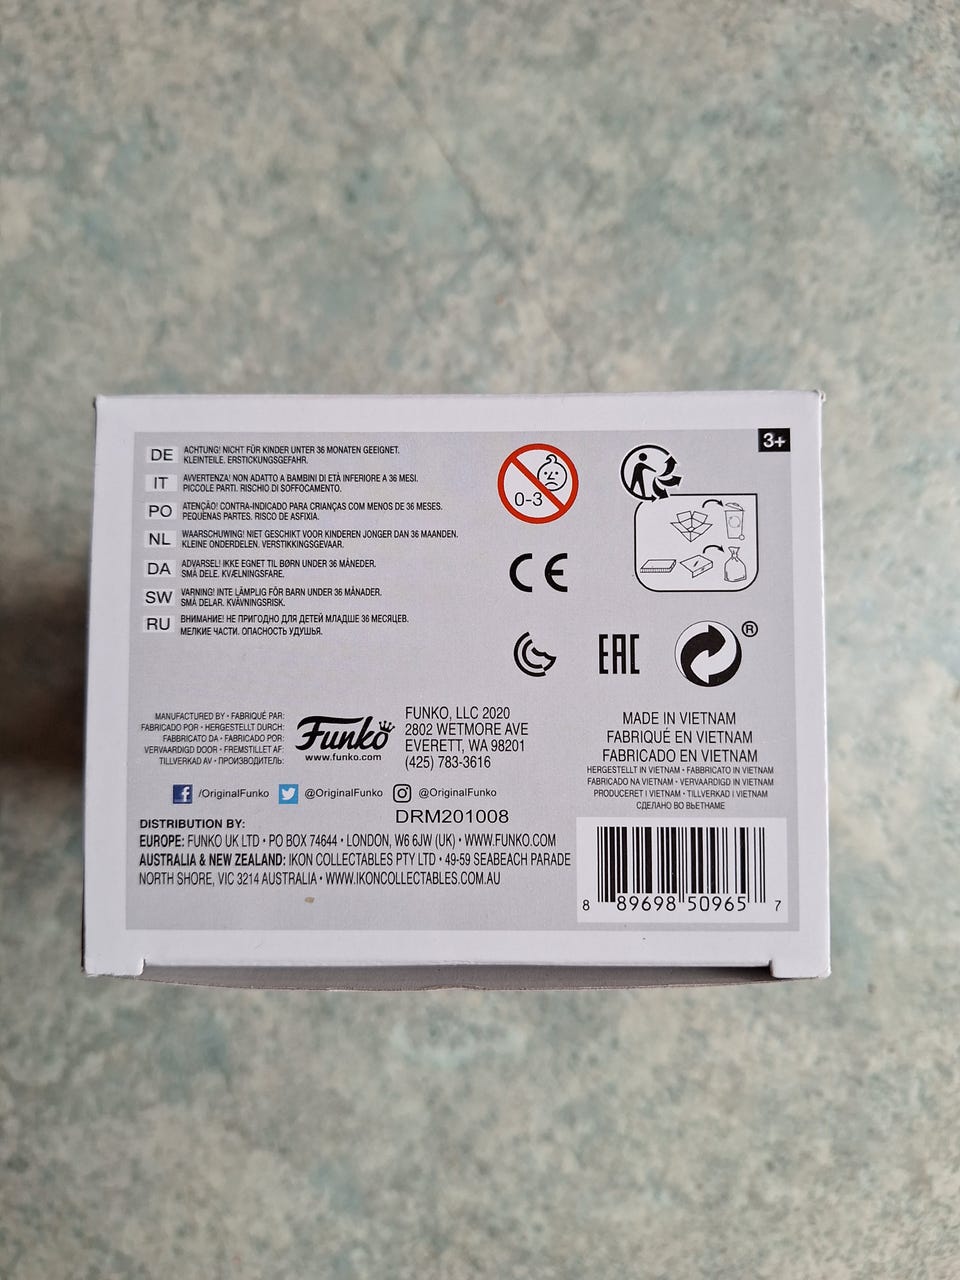 3+
DE ACHTUNG! NICHT FÜR KINDER UNTER 36 MONATEN GEEIGNET.
KLEINTEILE. ERSTICKUNGSGEFAHR.
IT AVVERTENZA! NON ADATTO A BAMBINI DI ETÀ INFERIORE A 36 MESI.
PICCOLE PARTI. RISCHIO DI SOFFOCAMENTO.
PO ATENÇÃO! CONTRA-INDICADO PARA CRIANÇAS COM MENOS DE 36 MESES.
PEQUENAS PARTES. RISCO DE ASFIXIA.
NL WAARSCHUWING! NIET GESCHIKT VOOR KINDEREN JONGER DAN 36 MAANDEN.
KLEINE ONDERDELEN. VERSTIKKINGSGEVAAR.
DA ADVARSEL! IKKE EGNET TIL BØRN UNDER 36 MÅNEDER.
SMÅ DELE. KVÆLNINGSFARE.
SW VARNING! INTE LÄMPLIG FÖR BARN UNDER 36 MÅNADER.
SMÅ DELAR. KVÄVNINGSRISK.
RU ВНИМАНИЕ! НЕ ПРИГОДНО ДЛЯ ДЕТЕЙ МЛАДШЕ 36 МЕСЯЦЕВ.
МЕЛКИЕ ЧАСТИ. ОПАСНОСТЬ УДУШЬЯ.
0-3
CE
EAC
®
MANUFACTURED BY • FABRIQUÉ PAR:
FABRICADO POR • HERGESTELLT DURCH:
FABBRICATO DA • FABRICADO POR:
VERVAARDIGD DOOR • FREMSTILLET AF:
TILLVERKAD AV • ПРОИЗВОДИТЕЛЬ:
Funko
www.funko.com
FUNKO, LLC 2020
2802 WETMORE AVE
EVERETT, WA 98201
(425) 783-3616
/OriginalFunko @OriginalFunko @OriginalFunko
DRM201008
DISTRIBUTION BY:
EUROPE: FUNKO UK LTD • PO BOX 74644 • LONDON, W6 6JW (UK) • WWW.FUNKO.COM
AUSTRALIA & NEW ZEALAND: IKON COLLECTABLES PTY LTD • 49-59 SEABEACH PARADE
NORTH SHORE, VIC 3214 AUSTRALIA • WWW.IKONCOLLECTABLES.COM.AU
MADE IN VIETNAM
FABRIQUÉ EN VIETNAM
FABRICADO EN VIETNAM
HERGESTELLT IN VIETNAM • FABBRICATO IN VIETNAM
FABRICADO NA VIETNAM • VERVAARDIGD IN VIETNAM
PRODUCERET I VIETNAM • TILLVERKAD I VIETNAM
СДЕЛАНО ВО ВЬЕТНАМЕ
8 89698 50965 7